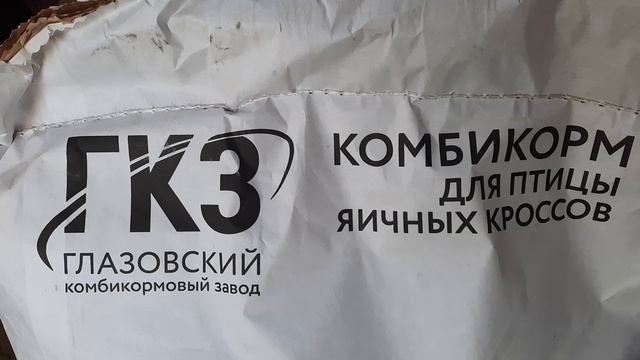 ГКЗ
ГЛАЗОВСКИЙ
комбикормовый завод
КОМБИКОРМ
ДЛЯ ПТИЦЫ
ЯИЧНЫХ КРОССОВ